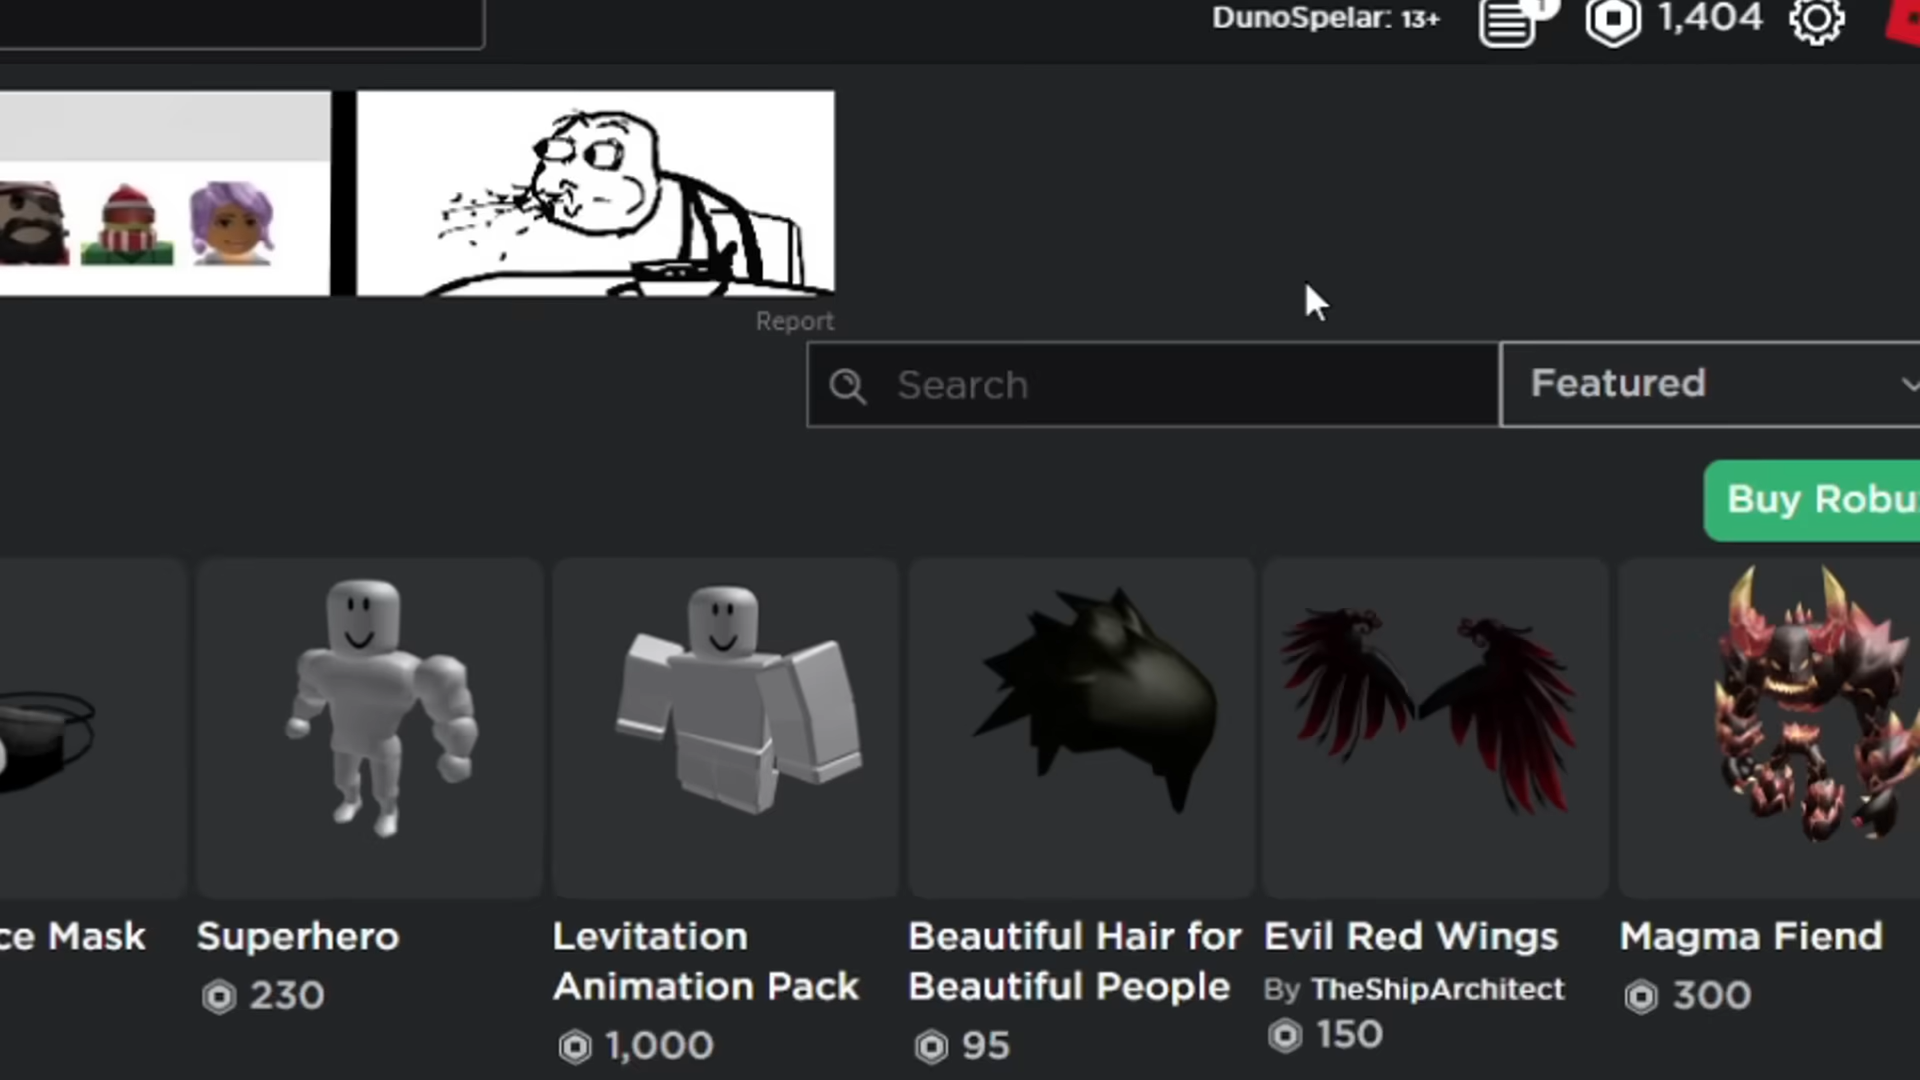 DunoSpelar: 13+
1
1,404
Report
Search
Featured
Buy Robu
ce Mask
Superhero
230
Levitation
Animation Pack
1,000
Beautiful Hair for
Beautiful People
95
Evil Red Wings
By TheShipArchitect
150
Magma Fiend
300